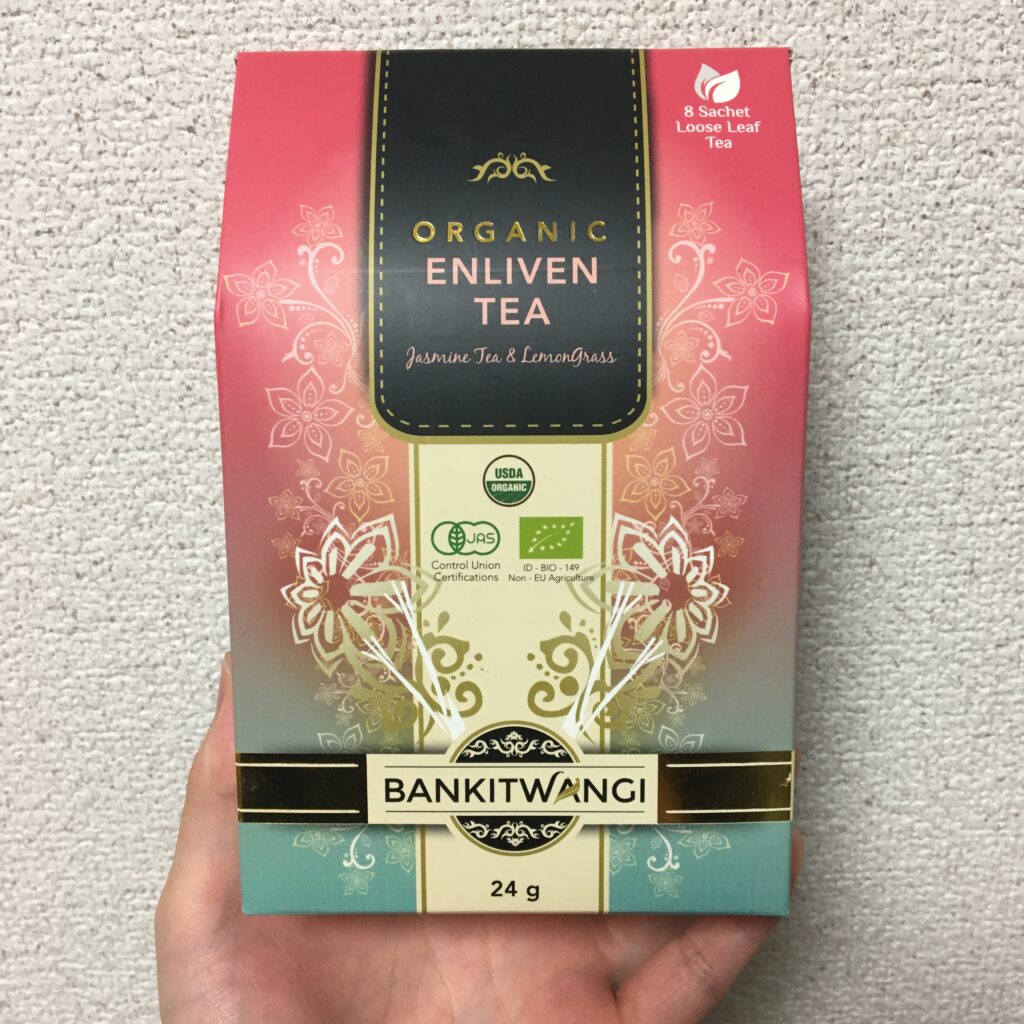 8 Sachet
Loose Leaf
Tea
ORGANIC
ENLIVEN
TEA
Jasmine Tea & LemonGrass
USDA
ORGANIC
JAS
Control Union
Certifications
ID - BIO - 149
Non - EU Agriculture
BANKITWANGI
24 g